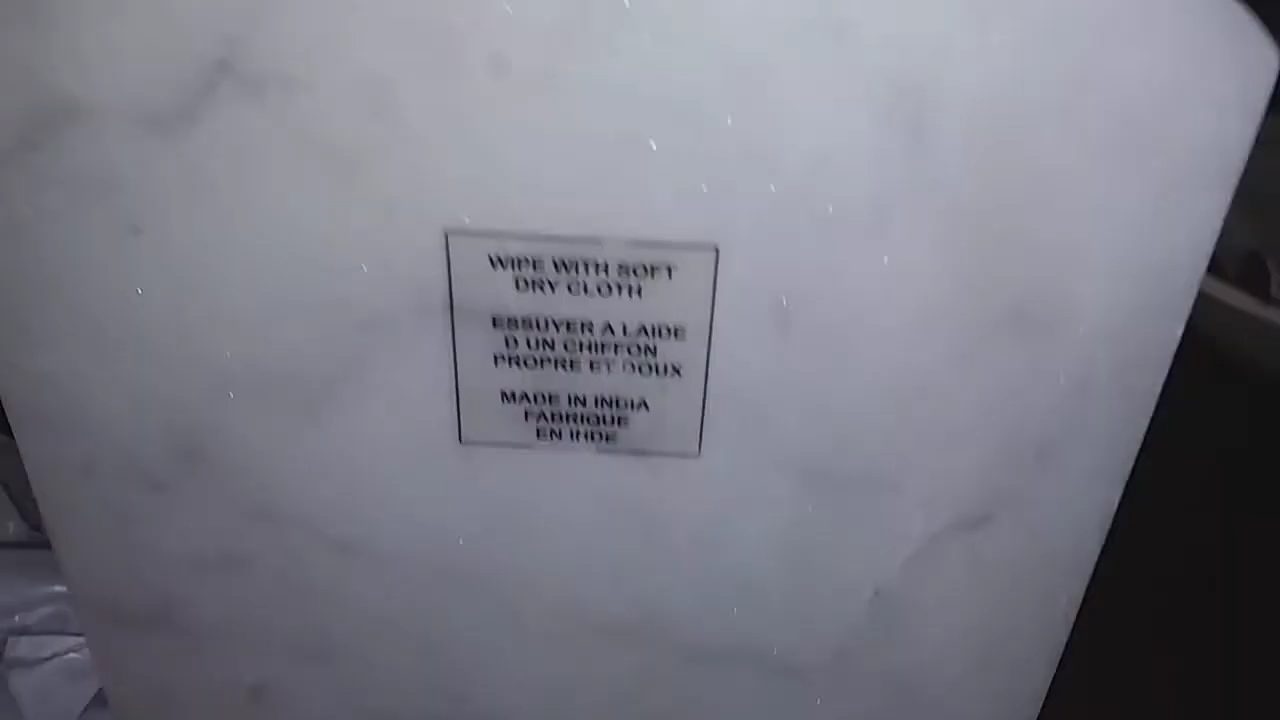 WIPE WITH SOFT
DRY CLOTH
ESSUYER A LAIDE
D UN CHIFFON
PROPRE ET DOUX
MADE IN INDIA
FABRIQUE
EN INDE